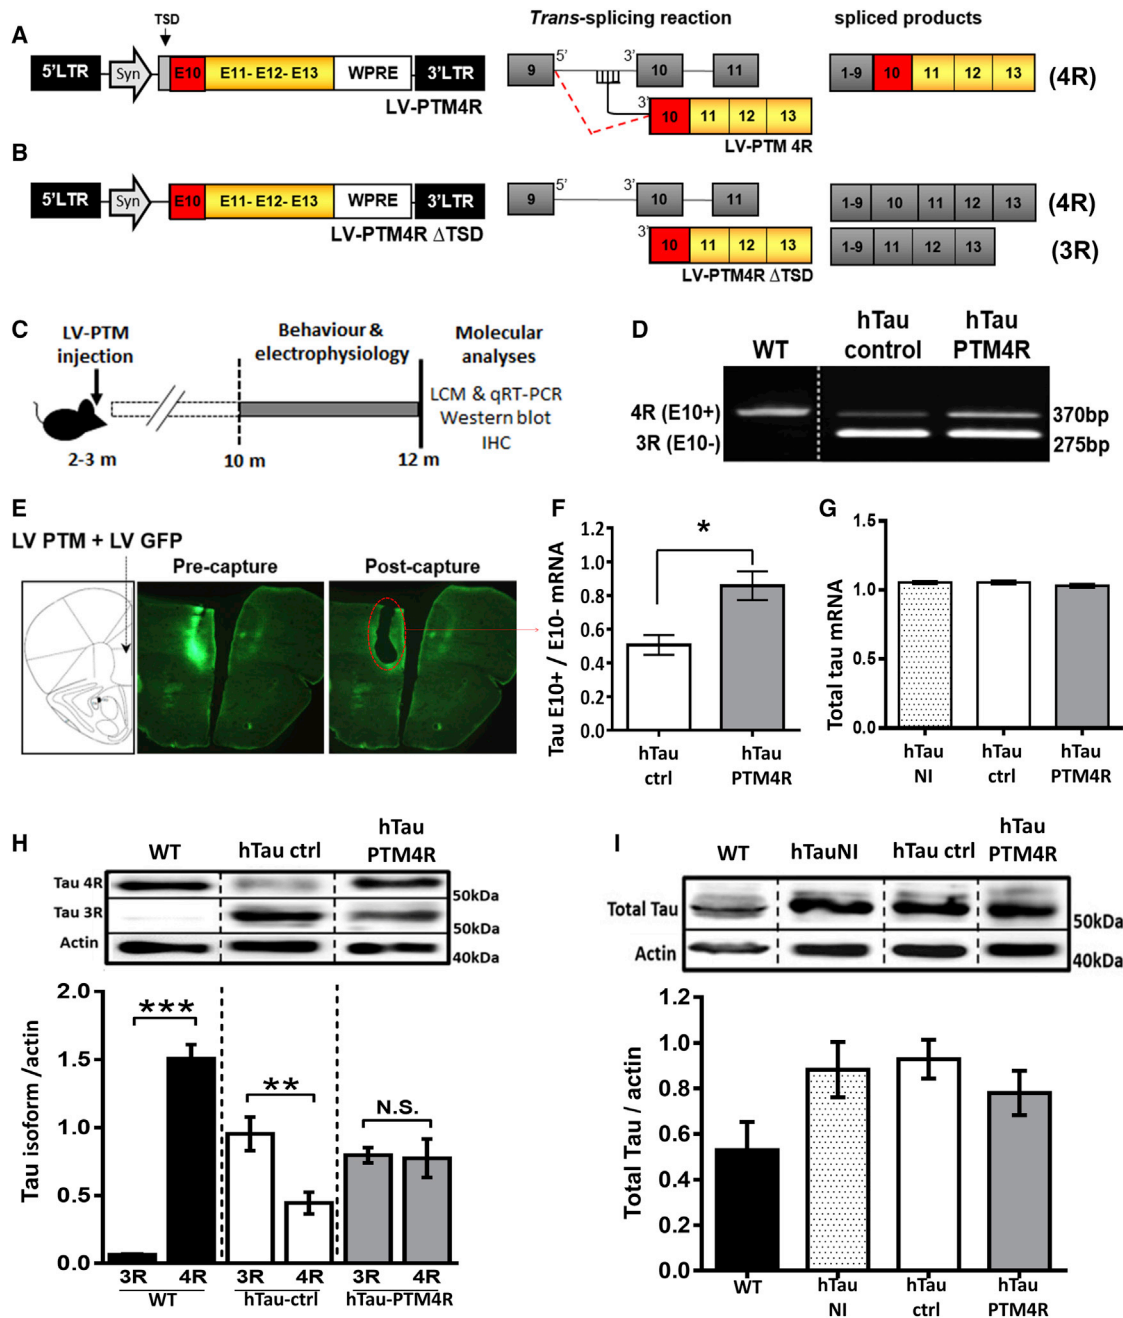 A
TSD
5'LTR
Syn
E10
E11- E12- E13
WPRE
3'LTR
LV-PTM4R
Trans-splicing reaction
9
5'
3'
10
11
3'
10
11
12
13
LV-PTM 4R
spliced products
1-9
10
11
12
13
(4R)
B
5'LTR
Syn
E10
E11- E12- E13
WPRE
3'LTR
LV-PTM4R ΔTSD
9
5'
3'
10
11
3'
10
11
12
13
LV-PTM4R ΔTSD
1-9
10
11
12
13
(4R)
1-9
11
12
13
(3R)
C
LV-PTM
injection
Behaviour &
electrophysiology
Molecular
analyses
LCM & qRT-PCR
Western blot
IHC
2-3 m
10 m
12 m
D
WT
hTau
control
hTau
PTM4R
4R (E10+)
3R (E10-)
370bp
275bp
E
LV PTM + LV GFP
Pre-capture
Post-capture
F
Tau E10+ / E10- mRNA
1.2
1.0
0.8
0.6
0.4
0.2
0.0
*
hTau
ctrl
hTau
PTM4R
G
Total tau mRNA
1.5
1.0
0.5
0.0
hTau
NI
hTau
ctrl
hTau
PTM4R
H
WT
hTau ctrl
hTau
PTM4R
Tau 4R
50kDa
Tau 3R
50kDa
Actin
40kDa
Tau isoform /actin
2.0
1.5
1.0
0.5
0.0
***
**
N.S.
3R
4R
3R
4R
3R
4R
WT
hTau-ctrl
hTau-PTM4R
I
WT
hTauNI
hTau ctrl
hTau
PTM4R
Total Tau
50kDa
Actin
40kDa
Total Tau / actin
1.2
1.0
0.8
0.6
0.4
0.2
0.0
WT
hTau
NI
hTau
ctrl
hTau
PTM4R